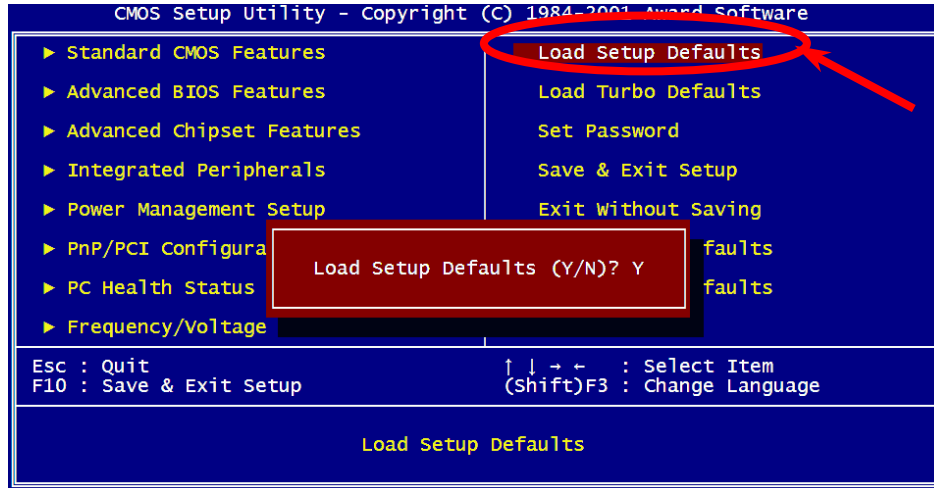 CMOS Setup Utility – Copyright (C) 1984-2001 Award Software
► Standard CMOS Features
► Advanced BIOS Features
► Advanced Chipset Features
► Integrated Peripherals
► Power Management Setup
► PnP/PCI Configura
► PC Health Status
► Frequency/Voltage
Load Setup Defaults
Load Turbo Defaults
Set Password
Save & Exit Setup
Exit Without Saving
faults
faults
Load Setup Defaults (Y/N)? Y
Esc : Quit
F10 : Save & Exit Setup
↑ ↓ → ← : Select Item
(Shift)F3 : Change Language
Load Setup Defaults